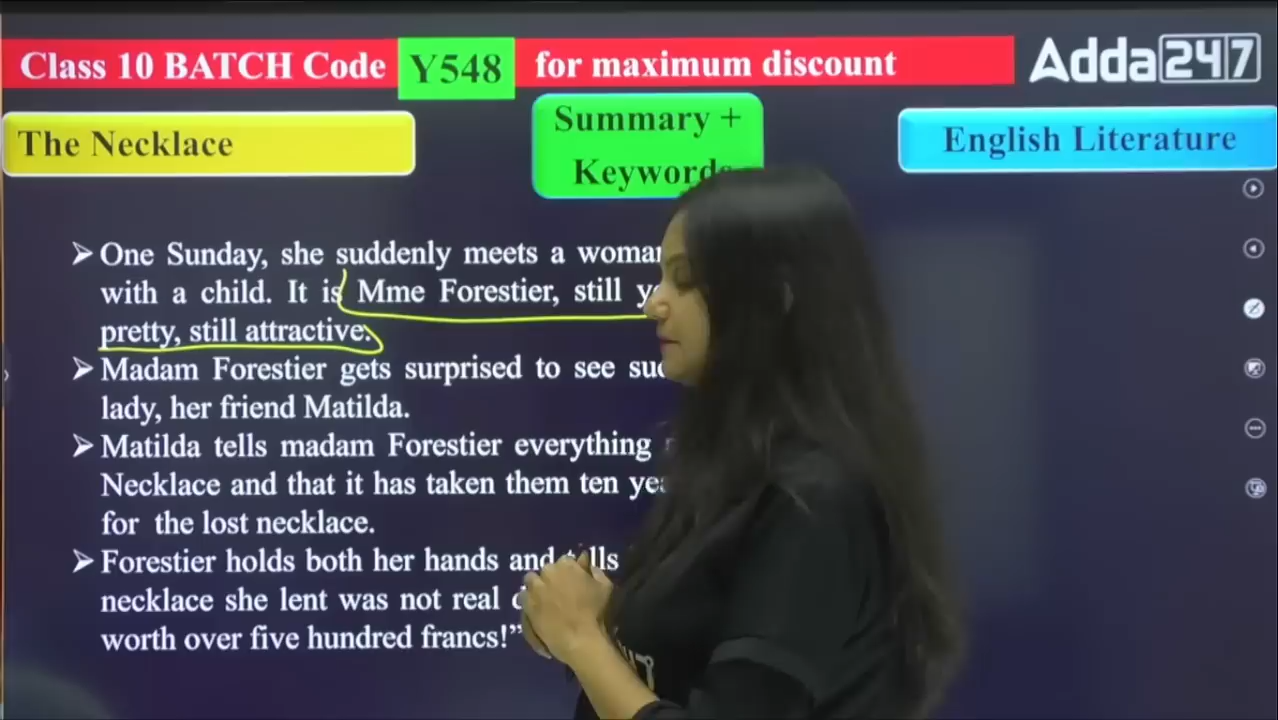 Class 10 BATCH Code Y548 for maximum discount
Adda247
The Necklace
Summary +
Keywords
English Literature
➢ One Sunday, she suddenly meets a
with a child. It is Mme Forestier, still
pretty, still attractive.
➢ Madam Forestier gets surprised to see
lady, her friend Matilda.
➢ Matilda tells madam Forestier everything
Necklace and that it has taken them ten
for the lost necklace.
➢ Forestier holds both her hands and
necklace she lent was not real
worth over five hundred francs!”